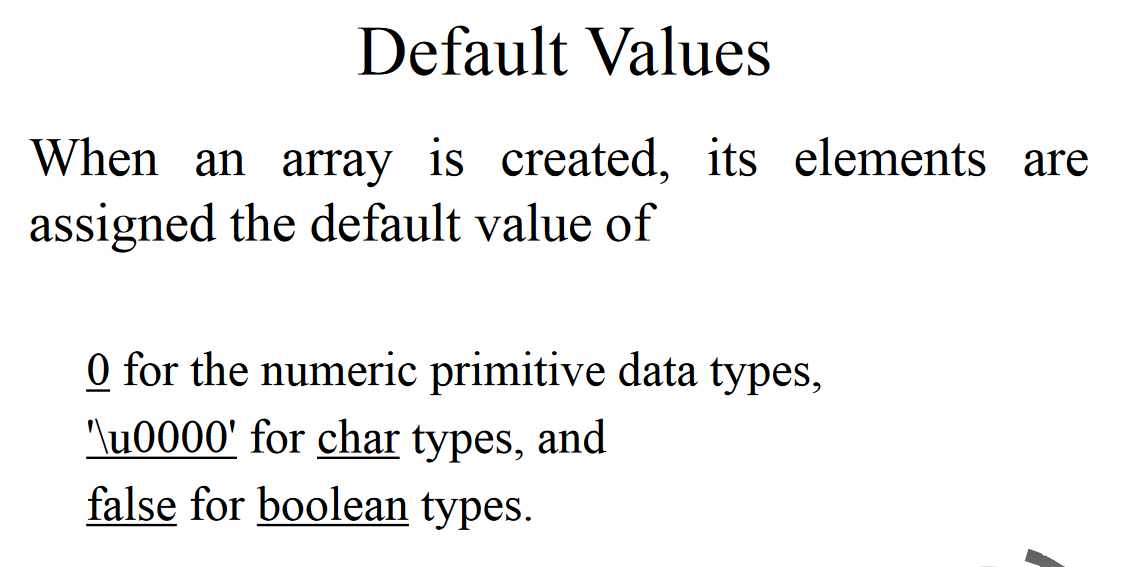 Default Values
When an array is created, its elements are
assigned the default value of
0 for the numeric primitive data types,
'\u0000' for char types, and
false for boolean types.